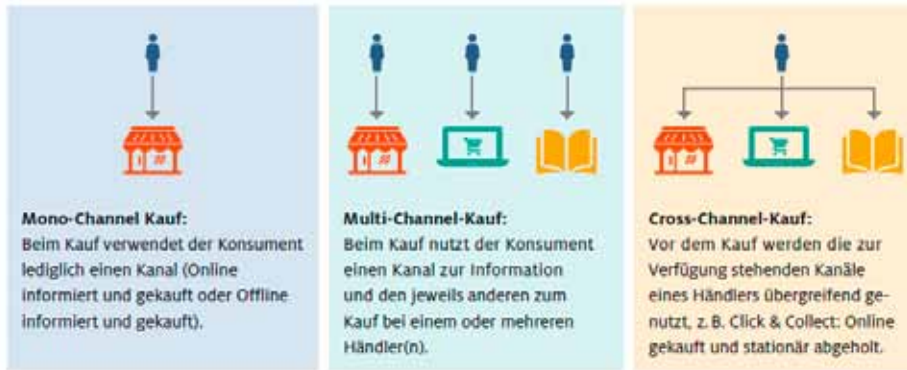 Mono-Channel Kauf:
Beim Kauf verwendet der Konsument
lediglich einen Kanal (Online
informiert und gekauft oder Offline
informiert und gekauft).
Multi-Channel-Kauf:
Beim Kauf nutzt der Konsument
einen Kanal zur Information
und den jeweils anderen zum
Kauf bei einem oder mehreren
Händler(n).
Cross-Channel-Kauf:
Vor dem Kauf werden die zur
Verfügung stehenden Kanäle
eines Händlers übergreifend ge-
nutzt, z. B. Click & Collect: Online
gekauft und stationär abgeholt.